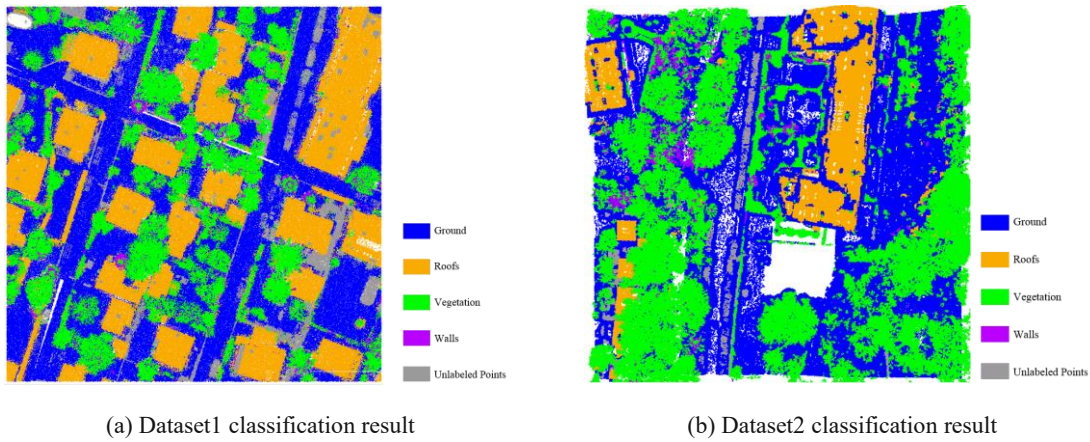 Ground
Roofs
Vegetation
Walls
Unlabeled Points
Ground
Roofs
Vegetation
Walls
Unlabeled Points
(a) Dataset1 classification result
(b) Dataset2 classification result